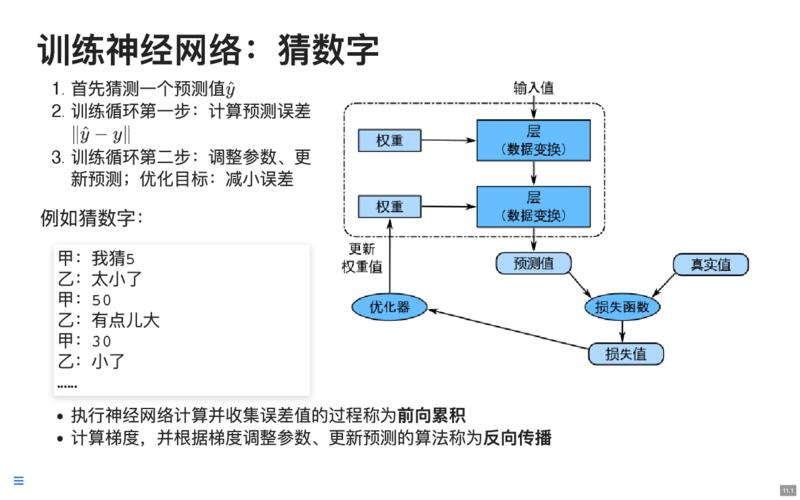 训练神经网络：猜数字
1. 首先猜测一个预测值ŷ
2. 训练循环第一步：计算预测误差
‖ŷ − y‖
3. 训练循环第二步：调整参数、更
新预测；优化目标：减小误差
例如猜数字：
甲：我猜5
乙：太小了
甲：50
乙：有点儿大
甲：30
乙：小了
……
输入值
权重
层
（数据变换）
权重
层
（数据变换）
更新
权重值
预测值
真实值
优化器
损失函数
损失值
• 执行神经网络计算并收集误差值的过程称为前向累积
• 计算梯度，并根据梯度调整参数、更新预测的算法称为反向传播
11.1